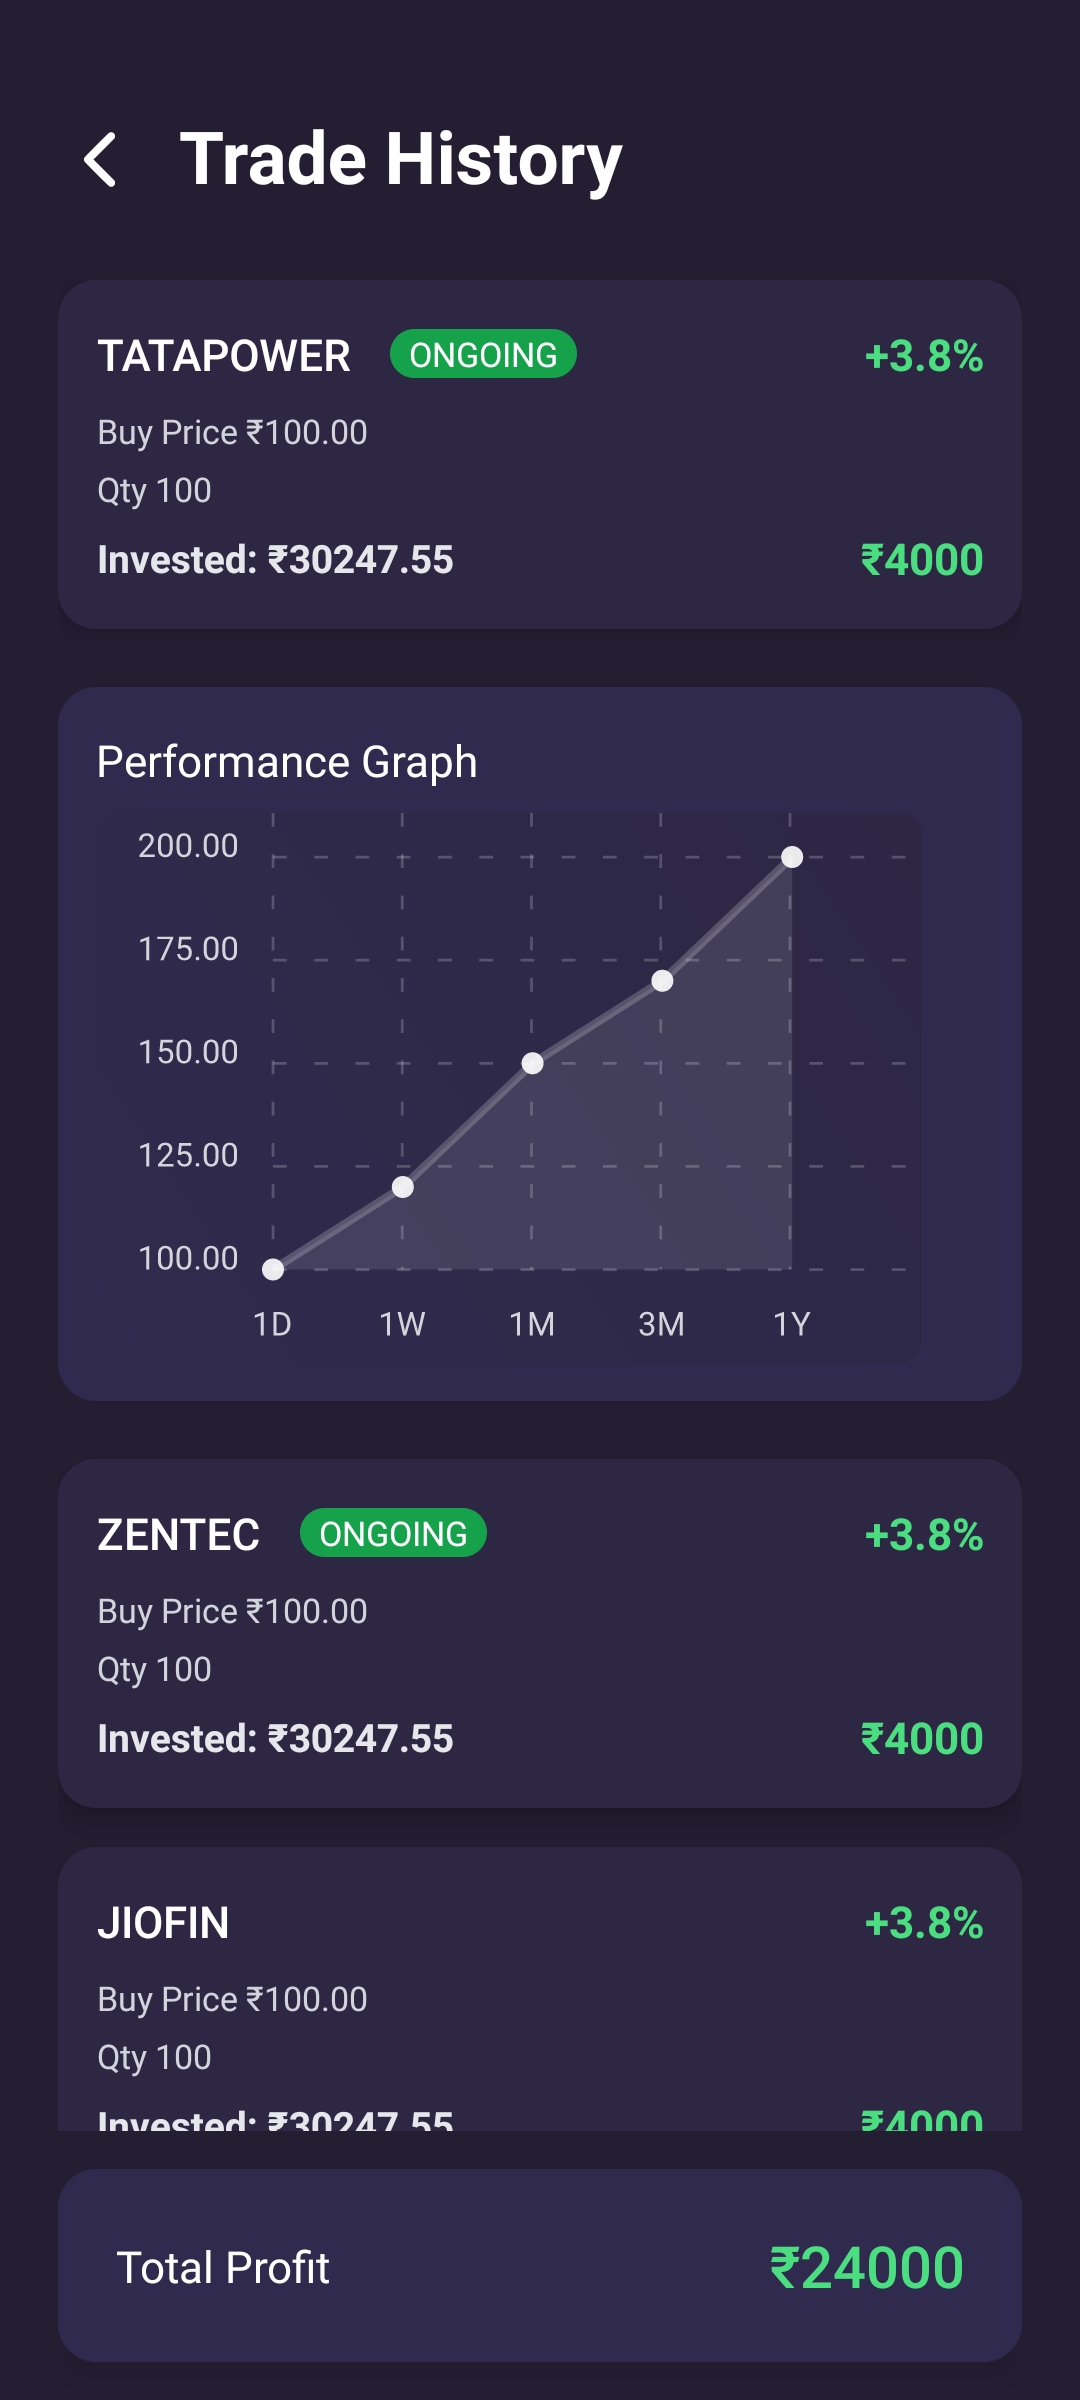 Trade History
TATAPOWER ONGOING +3.8%
Buy Price ₹100.00
Qty 100
Invested: ₹30247.55 ₹4000
Performance Graph
200.00
175.00
150.00
125.00
100.00
1D 1W 1M 3M 1Y
ZENTEC ONGOING +3.8%
Buy Price ₹100.00
Qty 100
Invested: ₹30247.55 ₹4000
JIOFIN +3.8%
Buy Price ₹100.00
Qty 100
Invested: ₹30247.55 ₹4000
Total Profit ₹24000